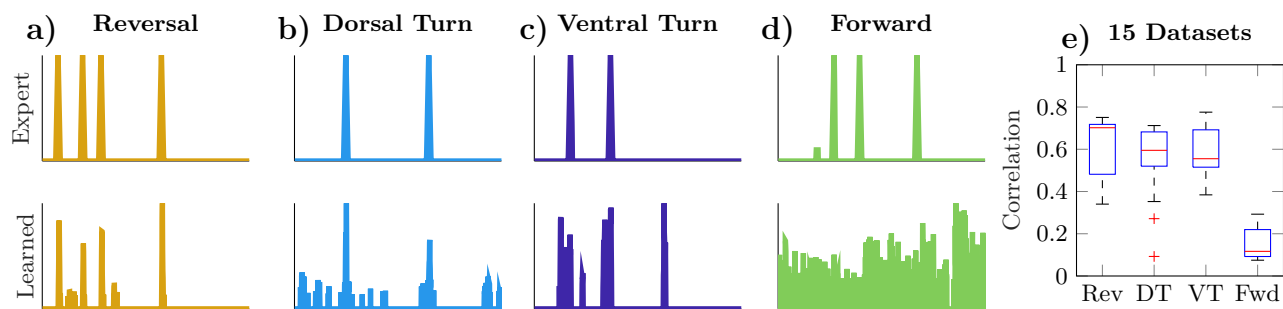 a) Reversal
b) Dorsal Turn
c) Ventral Turn
d) Forward
e) 15 Datasets
Expert
Learned
Correlation
1
0.8
0.6
0.4
0.2
0
Rev DT VT Fwd